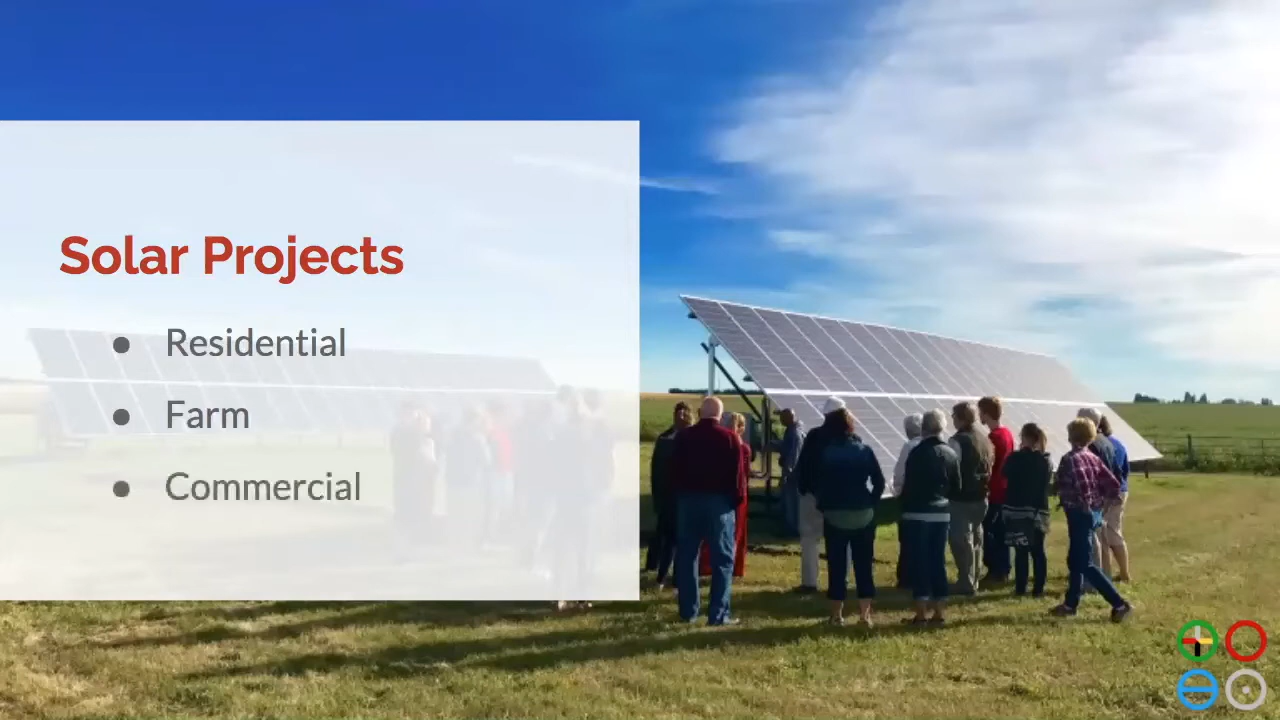 Solar Projects
● Residential
● Farm
● Commercial